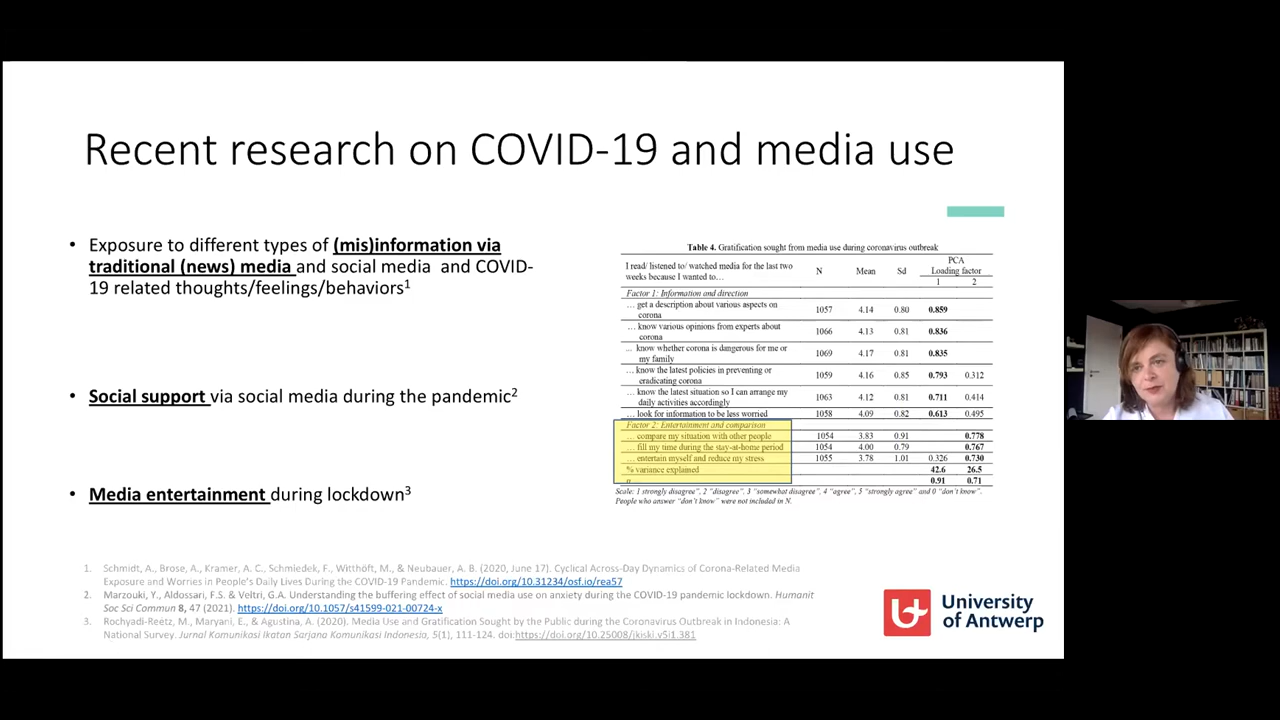 Recent research on COVID-19 and media use
• Exposure to different types of (mis)information via
traditional (news) media and social media and COVID-
19 related thoughts/feelings/behaviors1
• Social support via social media during the pandemic2
• Media entertainment during lockdown3
Table 4. Gratification sought from media use during coronavirus outbreak
I read/ listened to/ watched media for the last two
weeks because I wanted to…
N Mean Sd
PCA
Loading factor
1 2
Factor 1: Information and direction
… get a description about various aspects on
corona
1057 4.14 0.80 0.859
… know various opinions from experts about
corona
1066 4.13 0.81 0.836
… know whether corona is dangerous for me or
my family
1069 4.17 0.81 0.835
… know the latest policies in preventing or
eradicating corona
1059 4.16 0.85 0.793 0.312
… know the latest situation so I can arrange my
daily activities accordingly
1063 4.12 0.81 0.711 0.414
… look for information to be less worried 1058 4.09 0.82 0.613 0.495
Factor 2: Entertainment and comparison
… compare my situation with other people 1054 3.83 0.91 0.778
… fill my time during the stay-at-home period 1054 4.00 0.79 0.767
… entertain myself and reduce my stress 1055 3.78 1.01 0.326 0.730
% variance explained 42.6 26.5
α 0.91 0.71
Scale: 1 strongly disagree", 2 "disagree", 3 "somewhat disagree", 4 "agree", 5 "strongly agree" and 0 "don't know".
People who answer "don't know" were not included in N.
1. Schmidt, A., Brose, A., Kramer, A. C., Schmiedek, F., Witthöft, M., & Neubauer, A. B. (2020, June 17). Cyclical Across-Day Dynamics of Corona-Related Media
Exposure and Worries in People's Daily Lives During the COVID-19 Pandemic. https://doi.org/10.31234/osf.io/rea57
2. Marzouki, Y., Aldossari, F.S. & Veltri, G.A. Understanding the buffering effect of social media use on anxiety during the COVID-19 pandemic lockdown. Humanit
Soc Sci Commun 8, 47 (2021). https://doi.org/10.1057/s41599-021-00724-x
3. Rochyadi-Reetz, M., Maryani, E., & Agustina, A. (2020). Media Use and Gratification Sought by the Public during the Coronavirus Outbreak in Indonesia: A
National Survey. Jurnal Komunikasi Ikatan Sarjana Komunikasi Indonesia, 5(1), 111-124. doi:https://doi.org/10.25008/jkiski.v5i1.381
University
of Antwerp